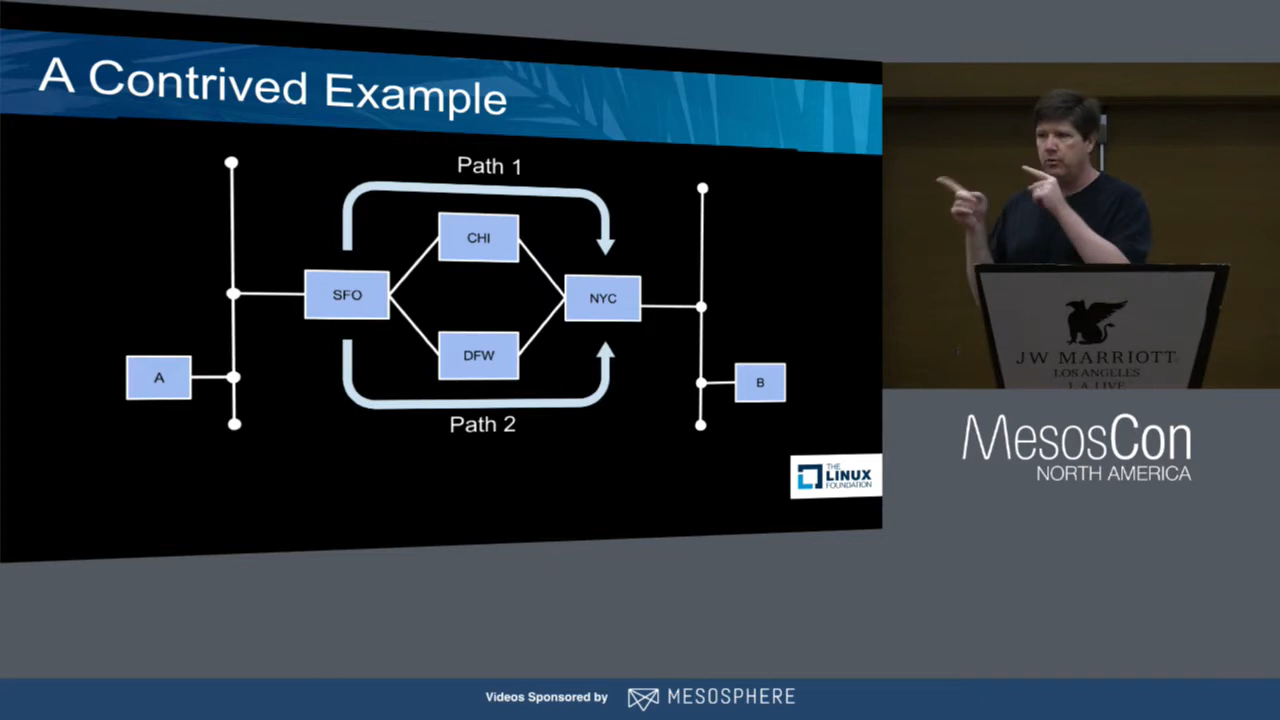 A Contrived Example
Path 1
CHI
SFO
NYC
DFW
A
B
Path 2
THE
LINUX
FOUNDATION
JW MARRIOTT
LOS ANGELES
L.A. LIVE
MesosCon
NORTH AMERICA
Videos Sponsored by MESOSPHERE